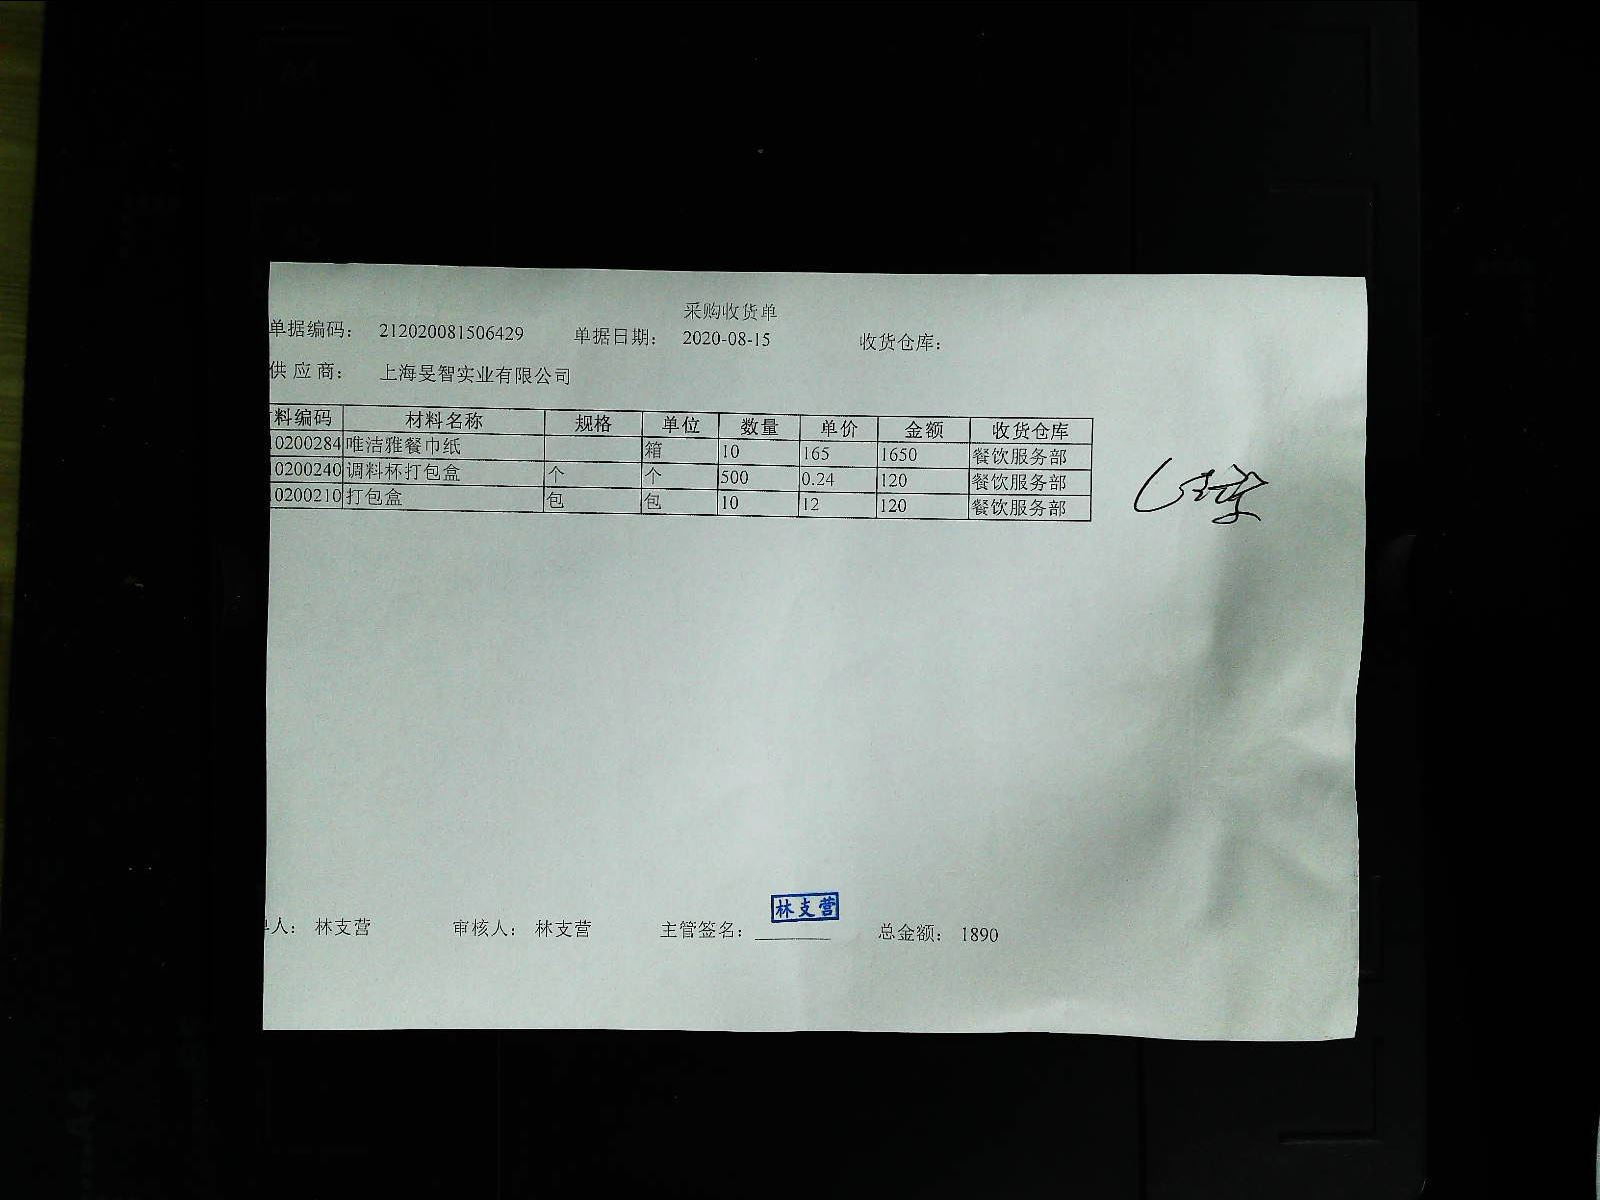 采购收货单
单据编码: 212020081506429 单据日期: 2020-08-15 收货仓库:
供应商: 上海旻智实业有限公司
料编码 材料名称 规格 单位 数量 单价 金额 收货仓库
10200284 唯洁雅餐巾纸 箱 10 165 1650 餐饮服务部
10200240 调料杯打包盒 个 个 500 0.24 120 餐饮服务部
10200210 打包盒 包 包 10 12 120 餐饮服务部
林支营
人: 林支营 审核人: 林支营 主管签名: 总金额: 1890